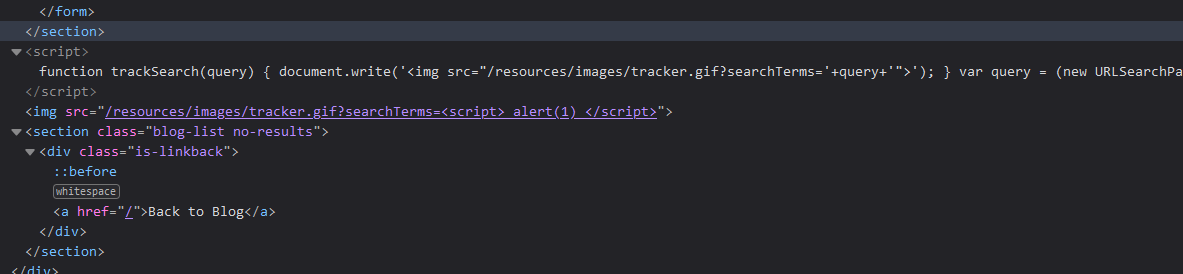 </form>
</section>
<script>
function trackSearch(query) { document.write('<img src="/resources/images/tracker.gif?searchTerms='+query+'">'); } var query = (new URLSearchPa
</script>
<img src="/resources/images/tracker.gif?searchTerms=<script> alert(1) </script>">
<section class="blog-list no-results">
<div class="is-linkback">
::before
whitespace
<a href="/">Back to Blog</a>
</div>
</section>
</div>